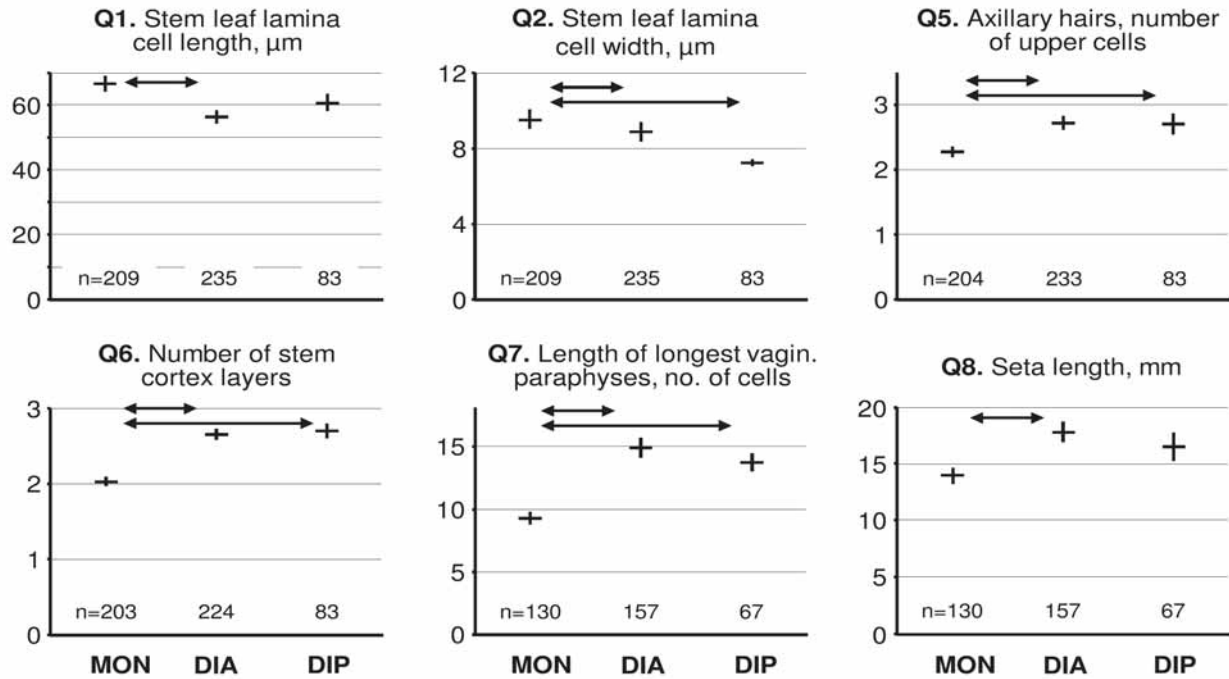 Q1. Stem leaf lamina
cell length, µm
60
40
20
0
n=209 235 83
Q2. Stem leaf lamina
cell width, µm
12
8
4
0
n=209 235 83
Q5. Axillary hairs, number
of upper cells
3
2
1
0
n=204 233 83
Q6. Number of stem
cortex layers
3
2
1
0
n=203 224 83
MON DIA DIP
Q7. Length of longest vagin.
paraphyses, no. of cells
15
10
5
0
n=130 157 67
MON DIA DIP
Q8. Seta length, mm
20
15
10
5
0
n=130 157 67
MON DIA DIP